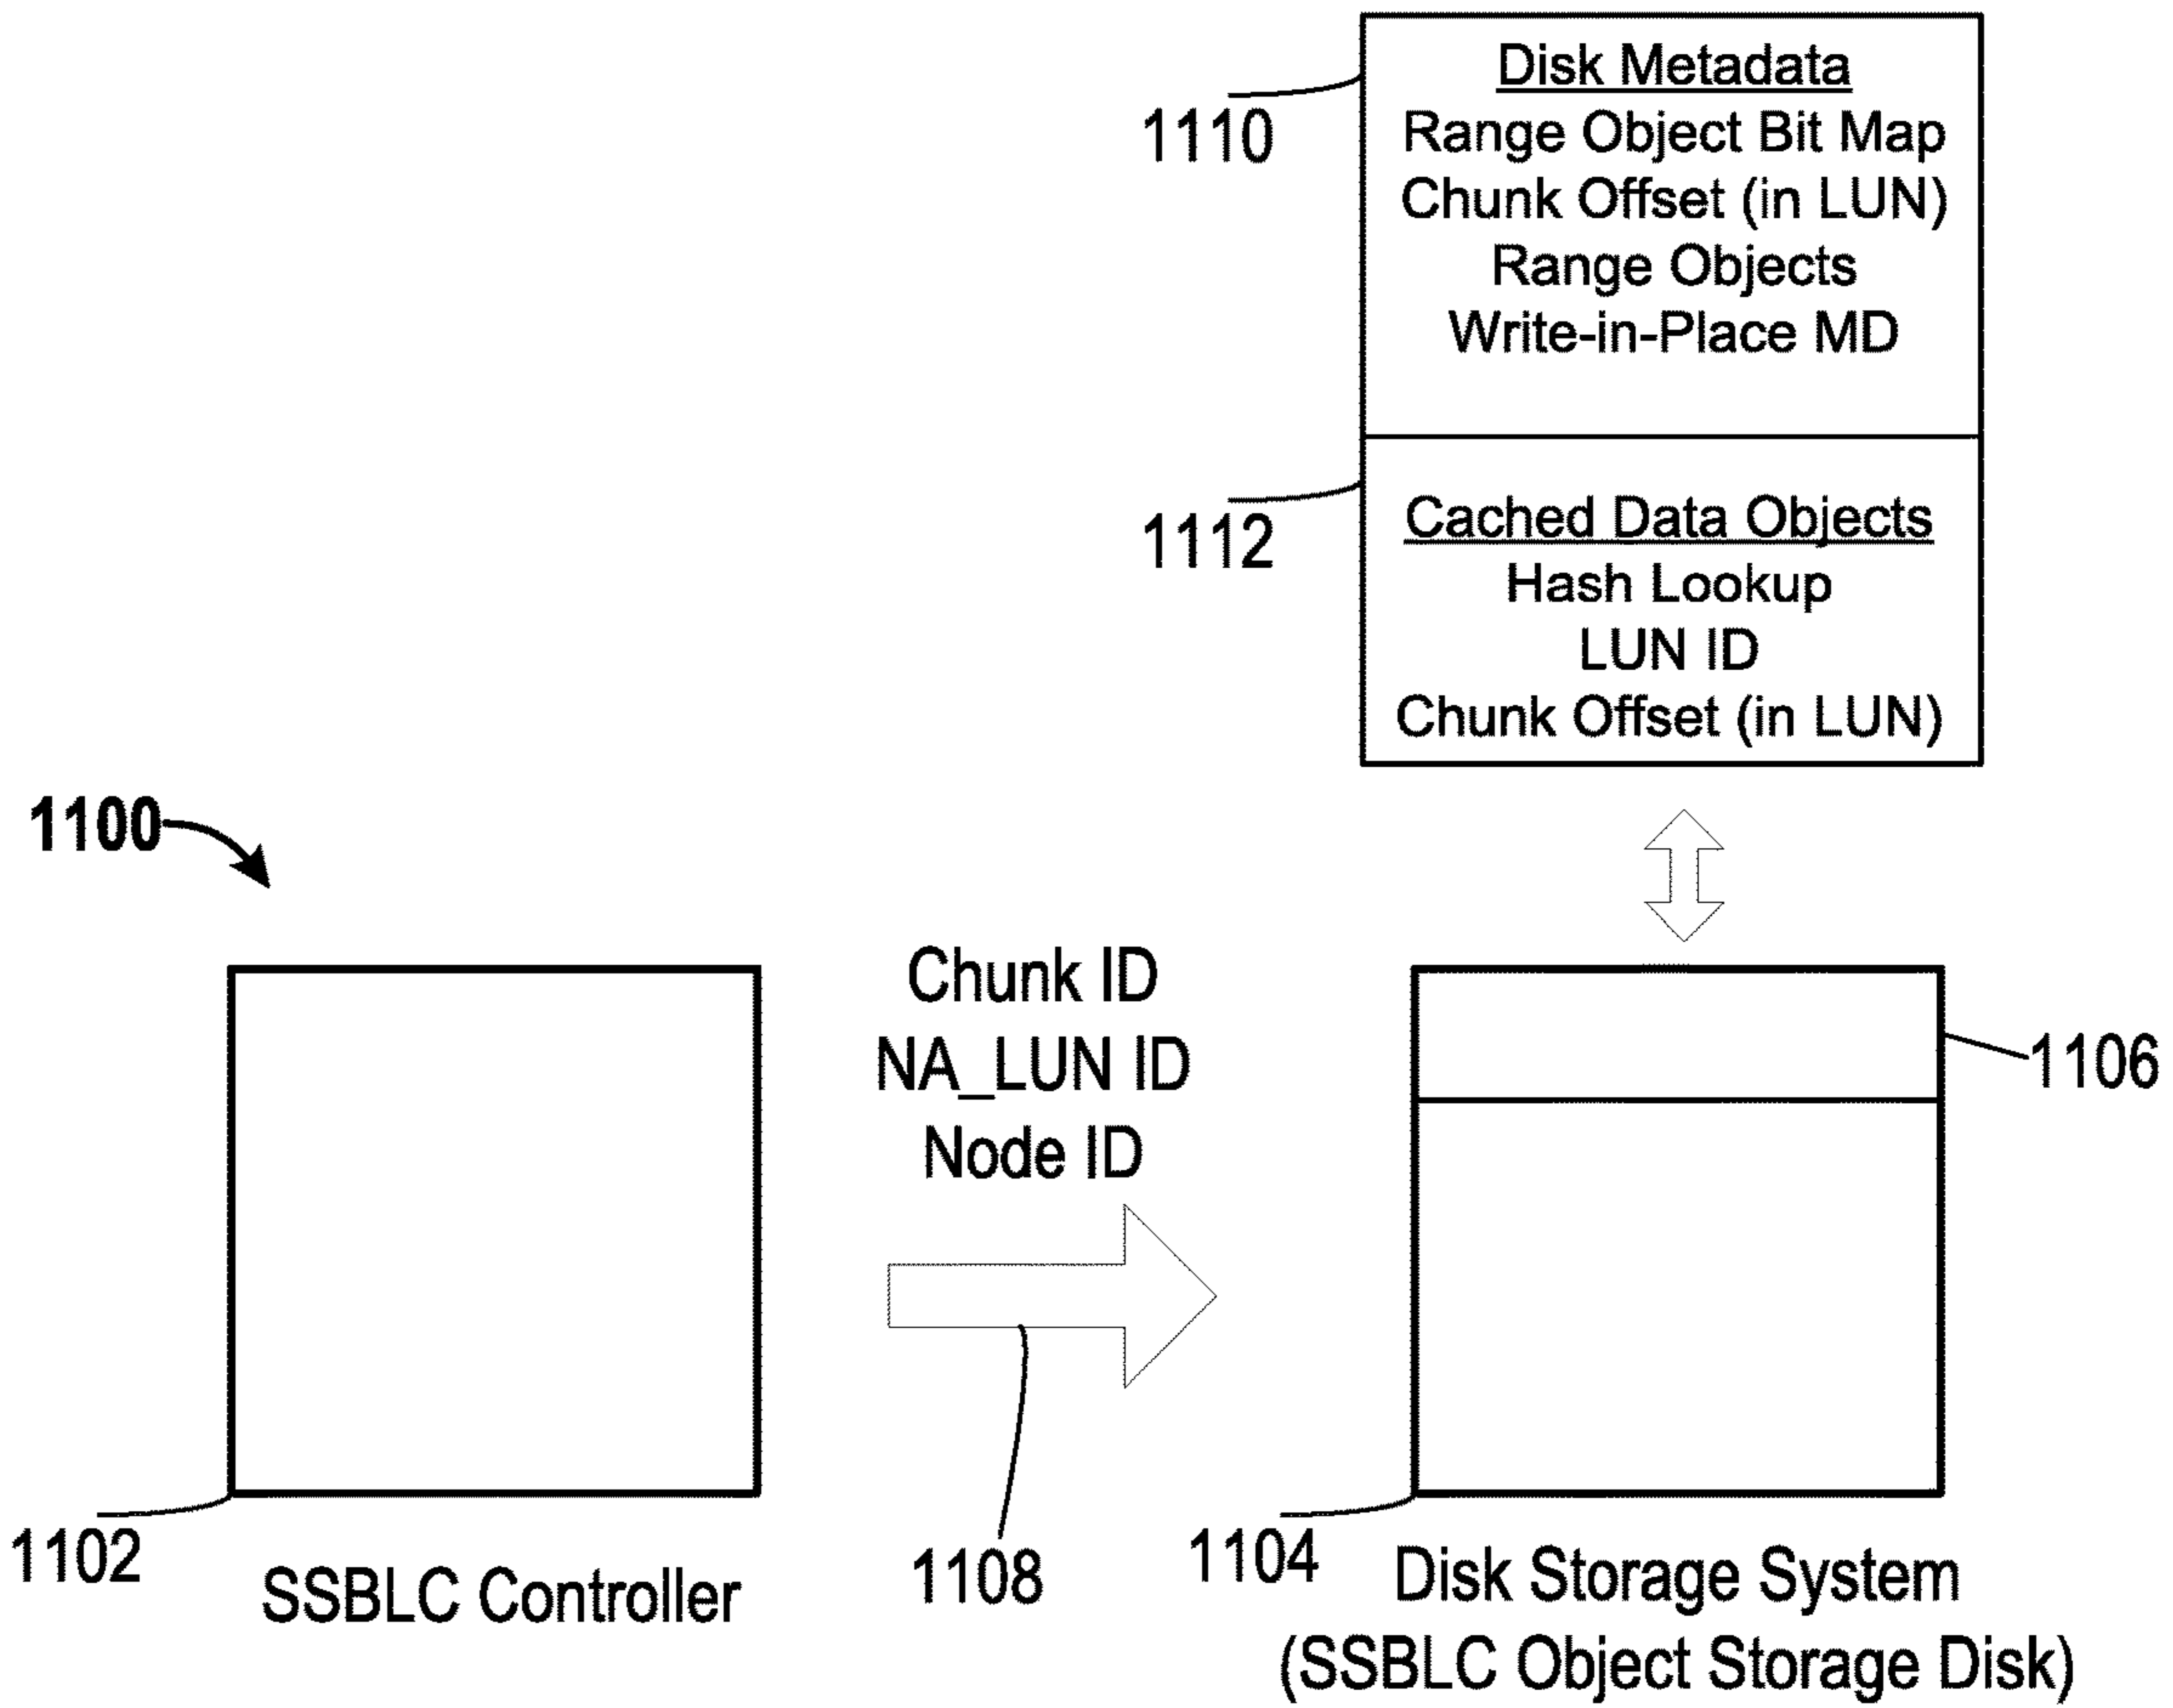 Disk Metadata
1110
Range Object Bit Map
Chunk Offset (in LUN)
Range Objects
Write-in-Place MD
1112
Cached Data Objects
Hash Lookup
LUN ID
Chunk Offset (in LUN)
1100
Chunk ID
NA_LUN ID
Node ID
1106
1102
SSBLC Controller
1108
1104
Disk Storage System
(SSBLC Object Storage Disk)